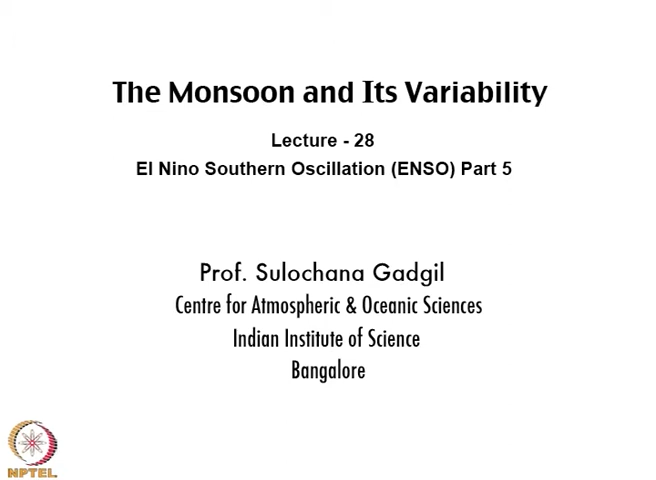 The Monsoon and Its Variability
Lecture - 28
El Nino Southern Oscillation (ENSO) Part 5
Prof. Sulochana Gadgil
Centre for Atmospheric & Oceanic Sciences
Indian Institute of Science
Bangalore
NPTEL